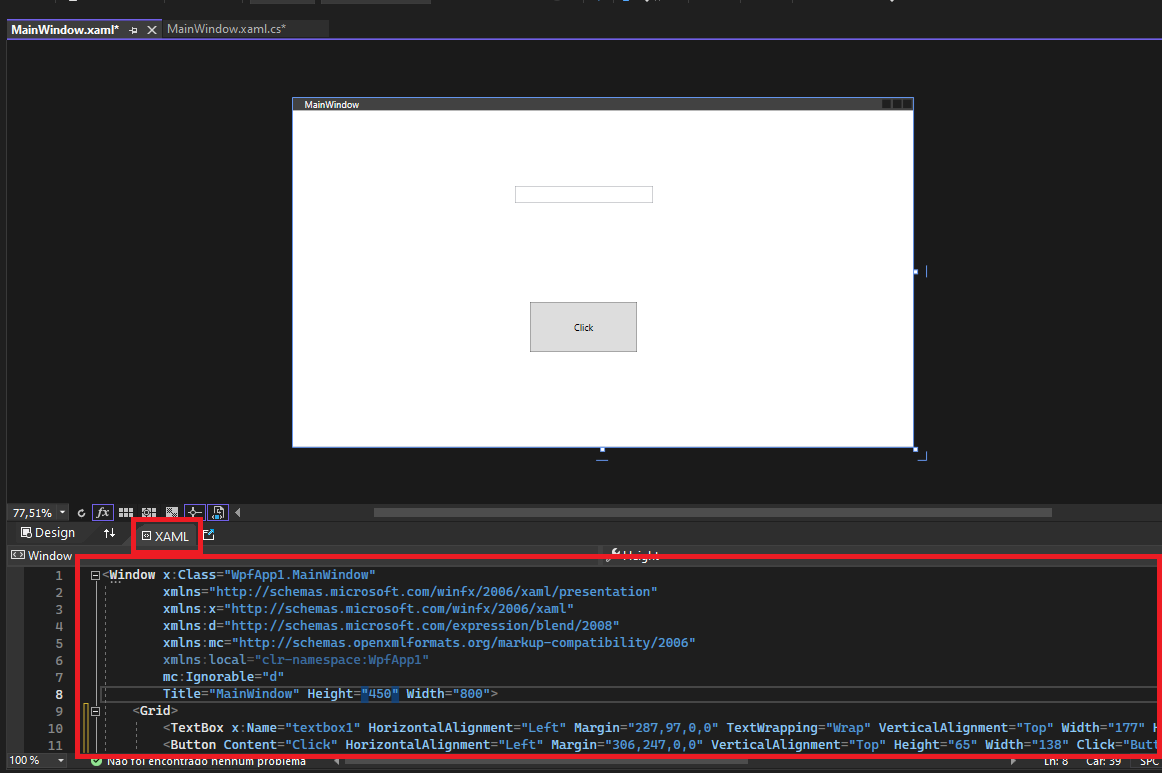 MainWindow.xaml*
MainWindow.xaml.cs*
MainWindow
Click
77,51%
fx
Design
XAML
Window
Height
1 <Window x:Class="WpfApp1.MainWindow"
2 xmlns="http://schemas.microsoft.com/winfx/2006/xaml/presentation"
3 xmlns:x="http://schemas.microsoft.com/winfx/2006/xaml"
4 xmlns:d="http://schemas.microsoft.com/expression/blend/2008"
5 xmlns:mc="http://schemas.openxmlformats.org/markup-compatibility/2006"
6 xmlns:local="clr-namespace:WpfApp1"
7 mc:Ignorable="d"
8 Title="MainWindow" Height="450" Width="800">
9 <Grid>
10 <TextBox x:Name="textbox1" HorizontalAlignment="Left" Margin="287,97,0,0" TextWrapping="Wrap" VerticalAlignment="Top" Width="177" H
11 <Button Content="Click" HorizontalAlignment="Left" Margin="306,247,0,0" VerticalAlignment="Top" Height="65" Width="138" Click="Butt
100 %
Não foi encontrado nenhum problema
Ln: 8 Car: 39 SPC